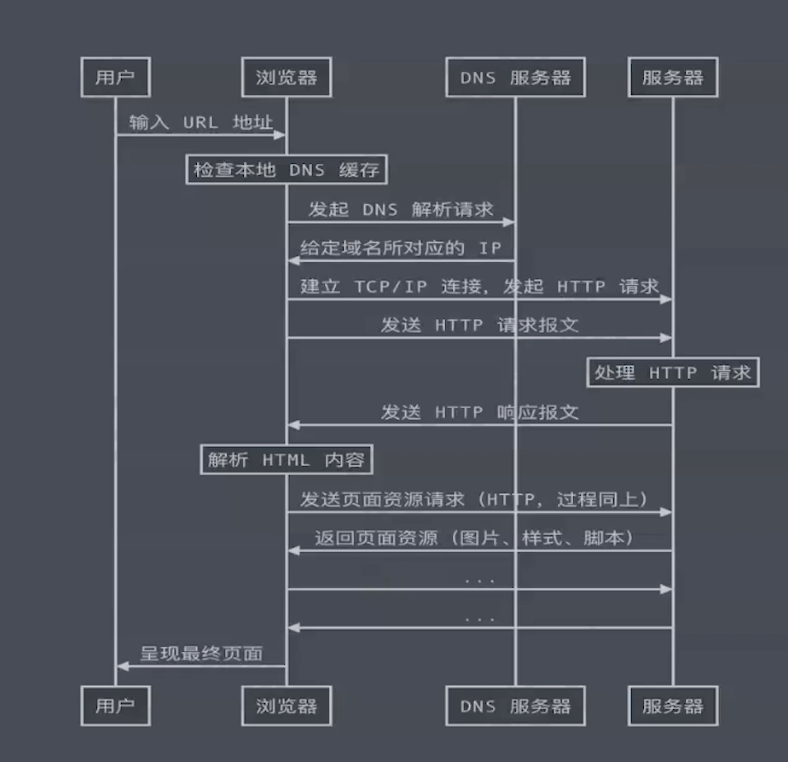 用户 浏览器 DNS 服务器 服务器
输入 URL 地址
检查本地 DNS 缓存
发起 DNS 解析请求
给定域名所对应的 IP
建立 TCP/IP 连接，发起 HTTP 请求
发送 HTTP 请求报文
处理 HTTP 请求
发送 HTTP 响应报文
解析 HTML 内容
发送页面资源请求（HTTP，过程同上）
返回页面资源（图片、样式、脚本）
...
...
呈现最终页面
用户 浏览器 DNS 服务器 服务器